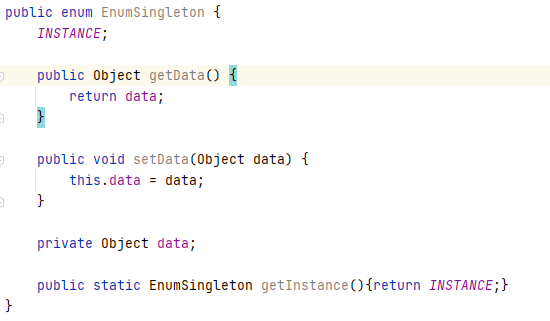 public enum EnumSingleton {
    INSTANCE;
    public Object getData() {
        return data;
    }
    public void setData(Object data) {
        this.data = data;
    }
    private Object data;
    public static EnumSingleton getInstance(){return INSTANCE;}
}